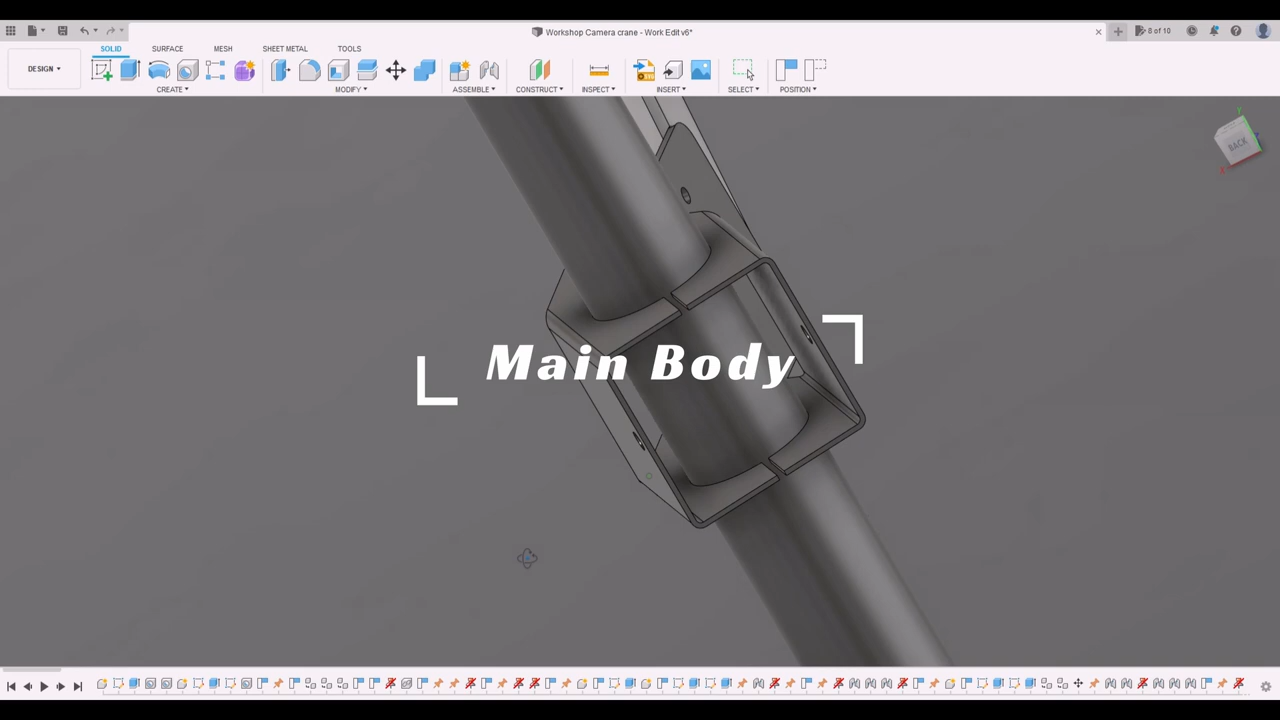 Workshop Camera crane - Work Edit v6*
8 of 10
SOLID SURFACE MESH SHEET METAL TOOLS
DESIGN
CREATE MODIFY ASSEMBLE CONSTRUCT INSPECT INSERT SELECT POSITION
Y
BACK
X
Main Body